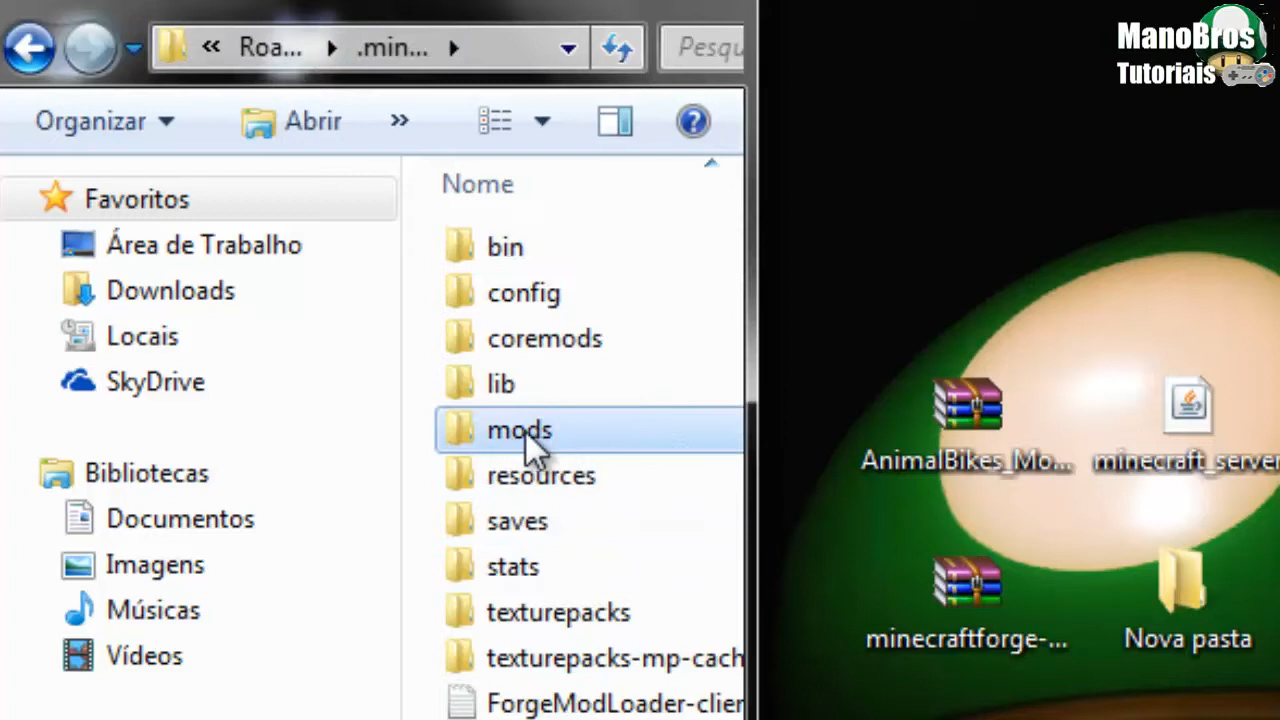 ManoBros
Tutoriais
« Roa... .min...
Pesqu
Organizar
Abrir
»
Nome
Favoritos
Área de Trabalho
Downloads
Locais
SkyDrive
Bibliotecas
Documentos
Imagens
Músicas
Vídeos
bin
config
coremods
lib
mods
resources
saves
stats
texturepacks
texturepacks-mp-cach
ForgeModLoader-clien
AnimalBikes_Mo...
minecraft_server
minecraftforge-...
Nova pasta